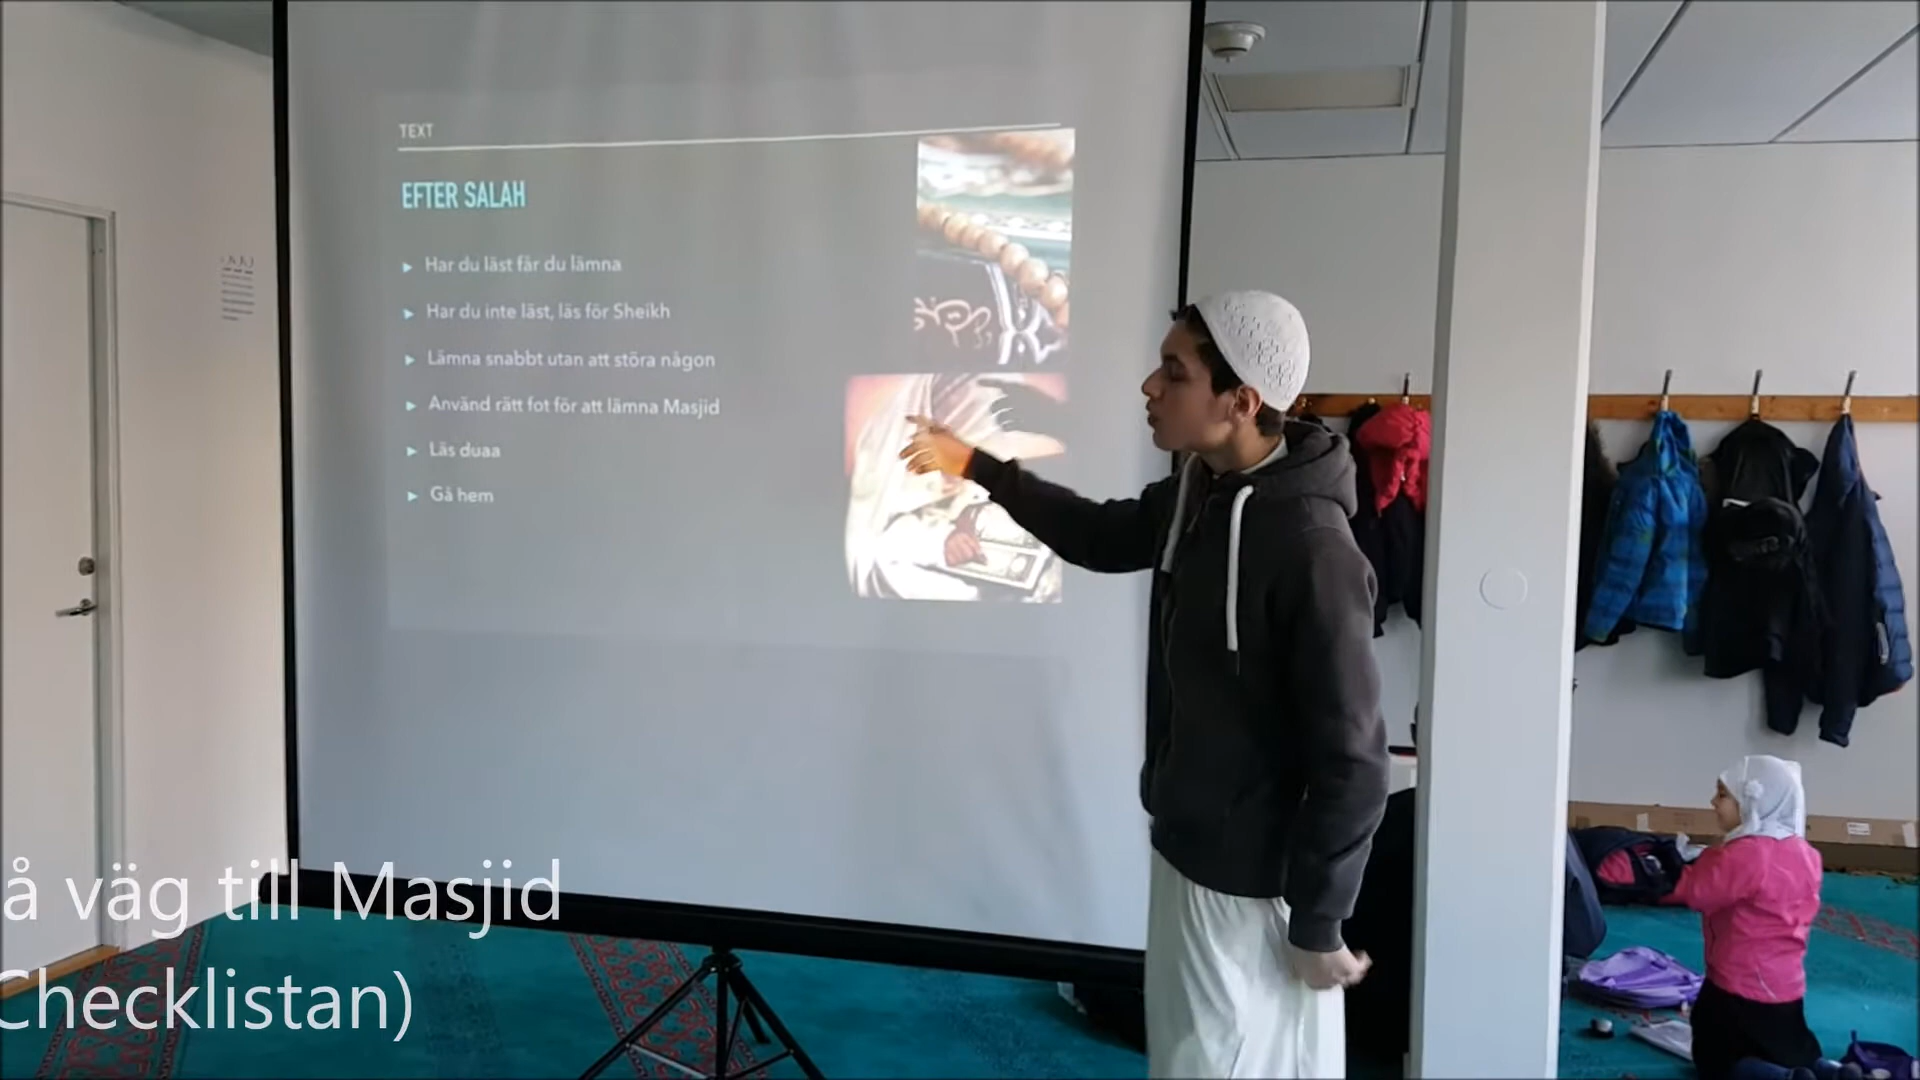 TEXT
EFTER SALAH
Har du läst får du lämna
Har du inte läst, läs för Sheikh
Lämna snabbt utan att störa någon
Använd rätt fot för att lämna Masjid
Läs duaa
Gå hem
å väg till Masjid
Checklistan)